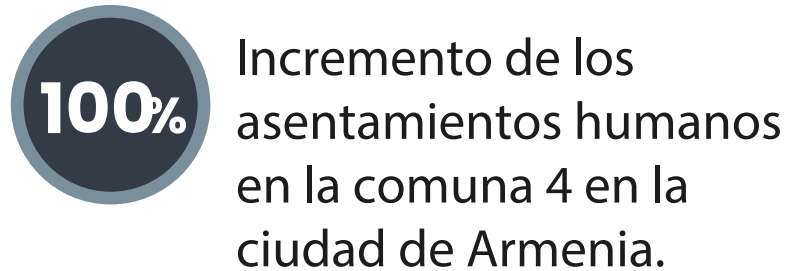 100%
Incremento de los
asentamientos humanos
en la comuna 4 en la
ciudad de Armenia.